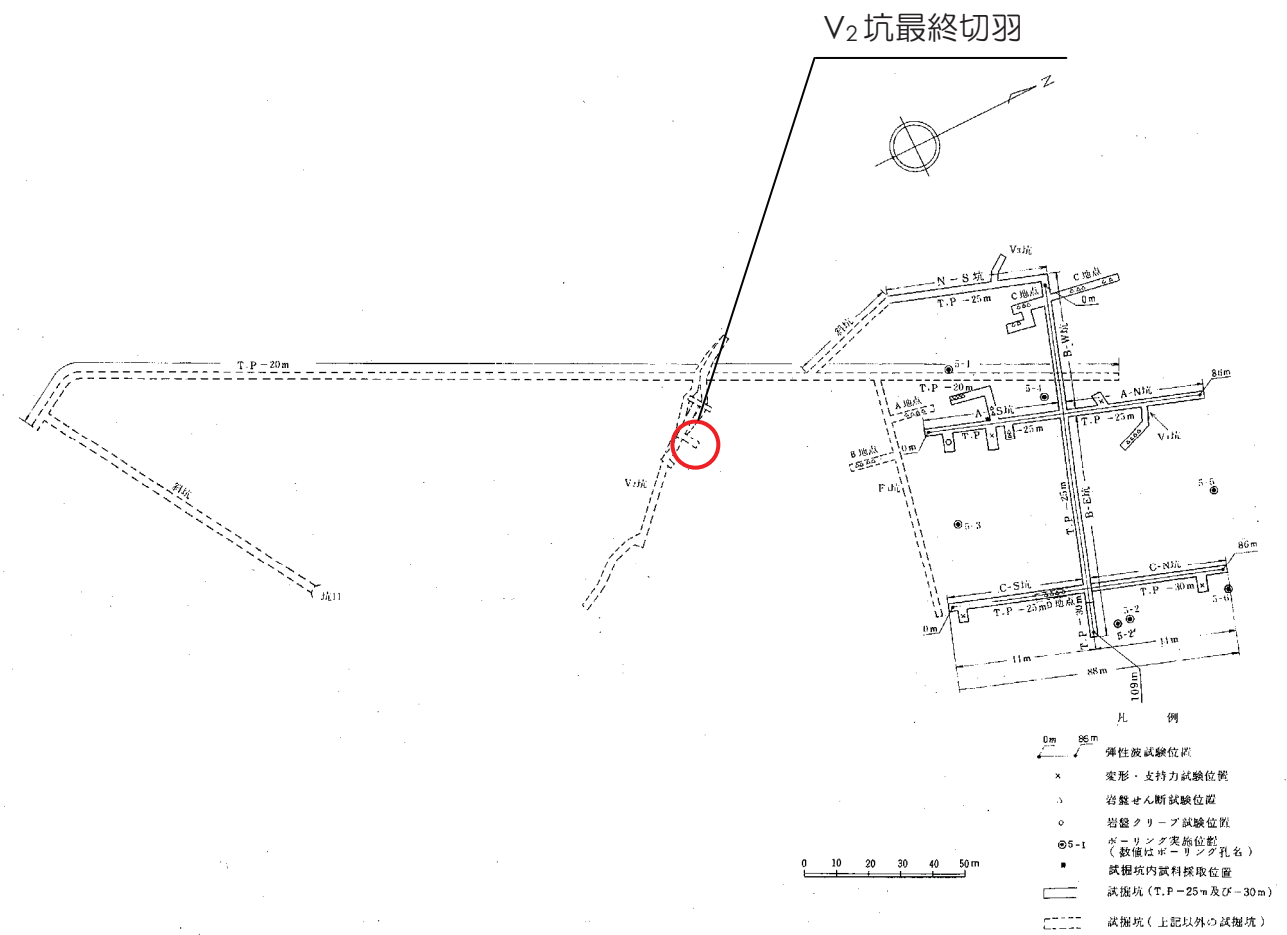 V₂坑最終切羽
N
V₃坑
N－S坑
T.P －25m
C地点
C地点
0m
斜坑
B-W坑
T.P －20m
5-1
86m
T.P －20m
5-4
A-N坑
A地点
A-S坑
T.P －25m
T.P －25m
V₁坑
0m
B地点
斜坑
V₂坑
F坑
T.P －25m
B-E坑
5-5
5-3
86m
C-N坑
C-S坑
坑口
T.P －25m
D地点
T.P －30m
5-6
0m
T.P －30m
5-2
5-2'
88m
109m
凡　例
0m 86m 弾性波試験位置
× 変形・支持力試験位置
岩盤せん断試験位置
岩盤クリープ試験位置
5-1 ボーリング実施位置
（数値はボーリング孔名）
試掘坑内試料採取位置
0 10 20 30 40 50m
試掘坑（T.P－25m及び－30m）
試掘坑（上記以外の試掘坑）